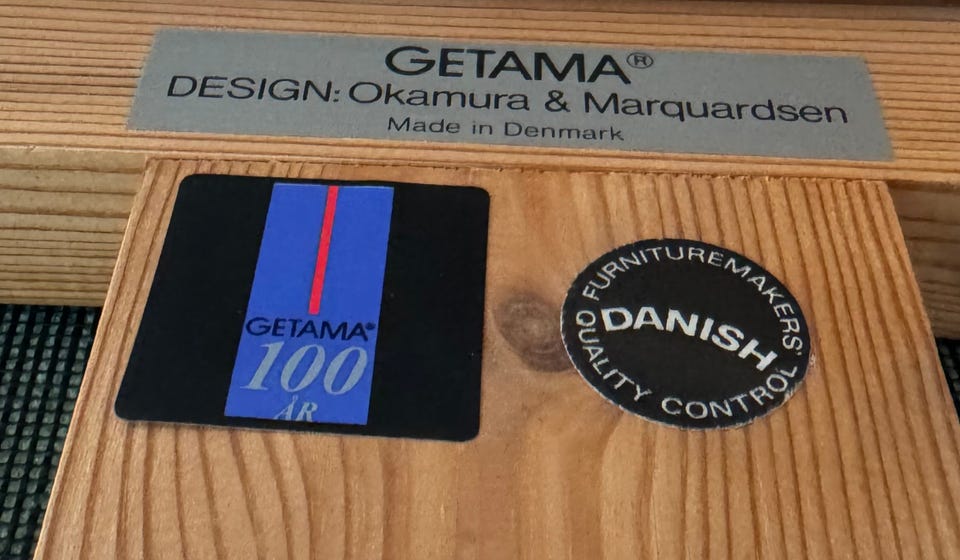 GETAMA®
DESIGN: Okamura & Marquardsen
Made in Denmark
GETAMA®
100
ÅR
FURNITUREMAKERS'
DANISH
QUALITY CONTROL